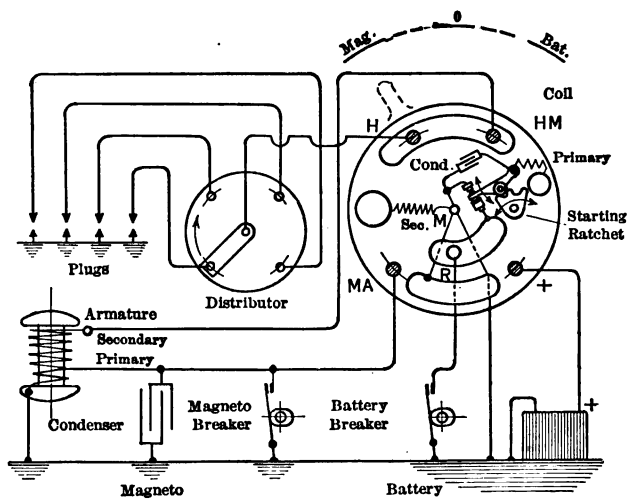 Mag. 0 Bat.
Coil
H HM
Cond. Primary
Sec. M
Starting
Ratchet
Plugs
R
Distributor MA +
Armature
Secondary
Primary
+
Condenser
Magneto Battery
Breaker Breaker
Magneto Battery